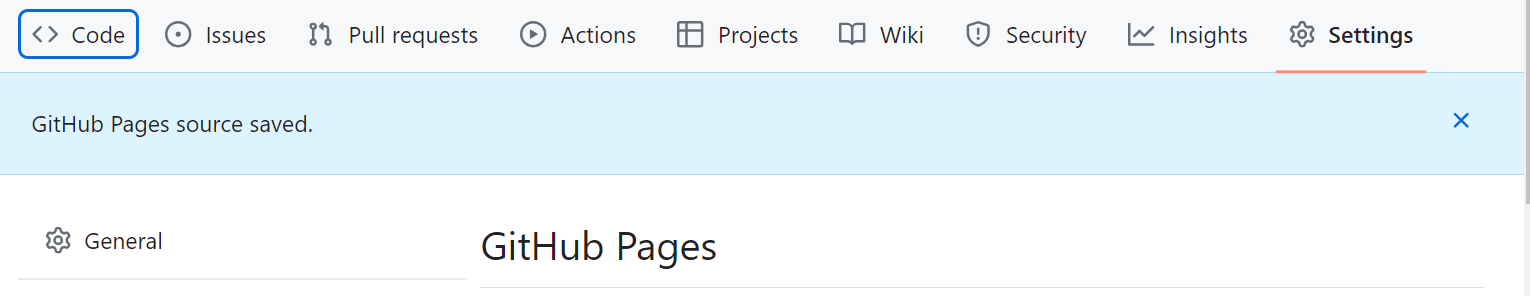 Code Issues Pull requests Actions Projects Wiki Security Insights Settings
GitHub Pages source saved.
General
GitHub Pages